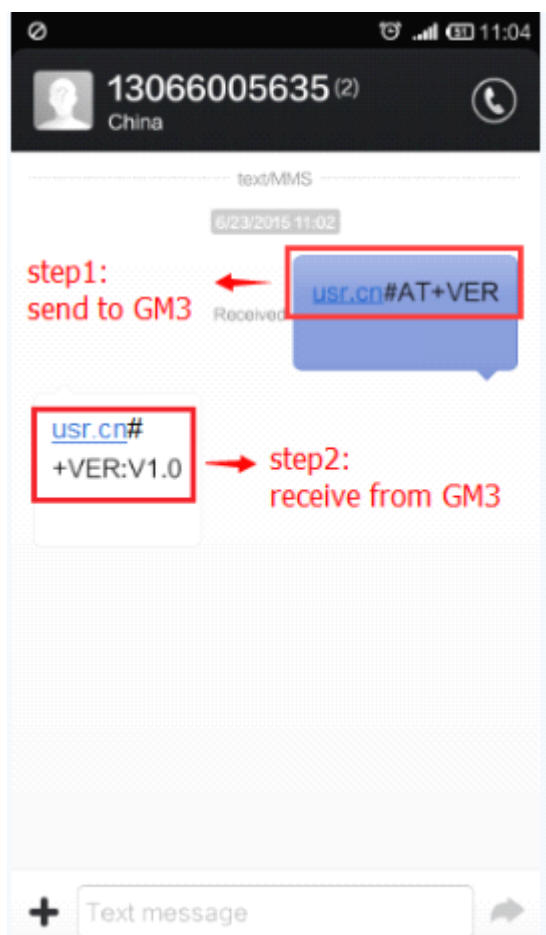 11:04
13066005635 (2)
China
text/MMS
6/23/2015 11:02
step1:
send to GM3
Received
usr.cn#AT+VER
usr.cn#
+VER:V1.0
step2:
receive from GM3
Text message